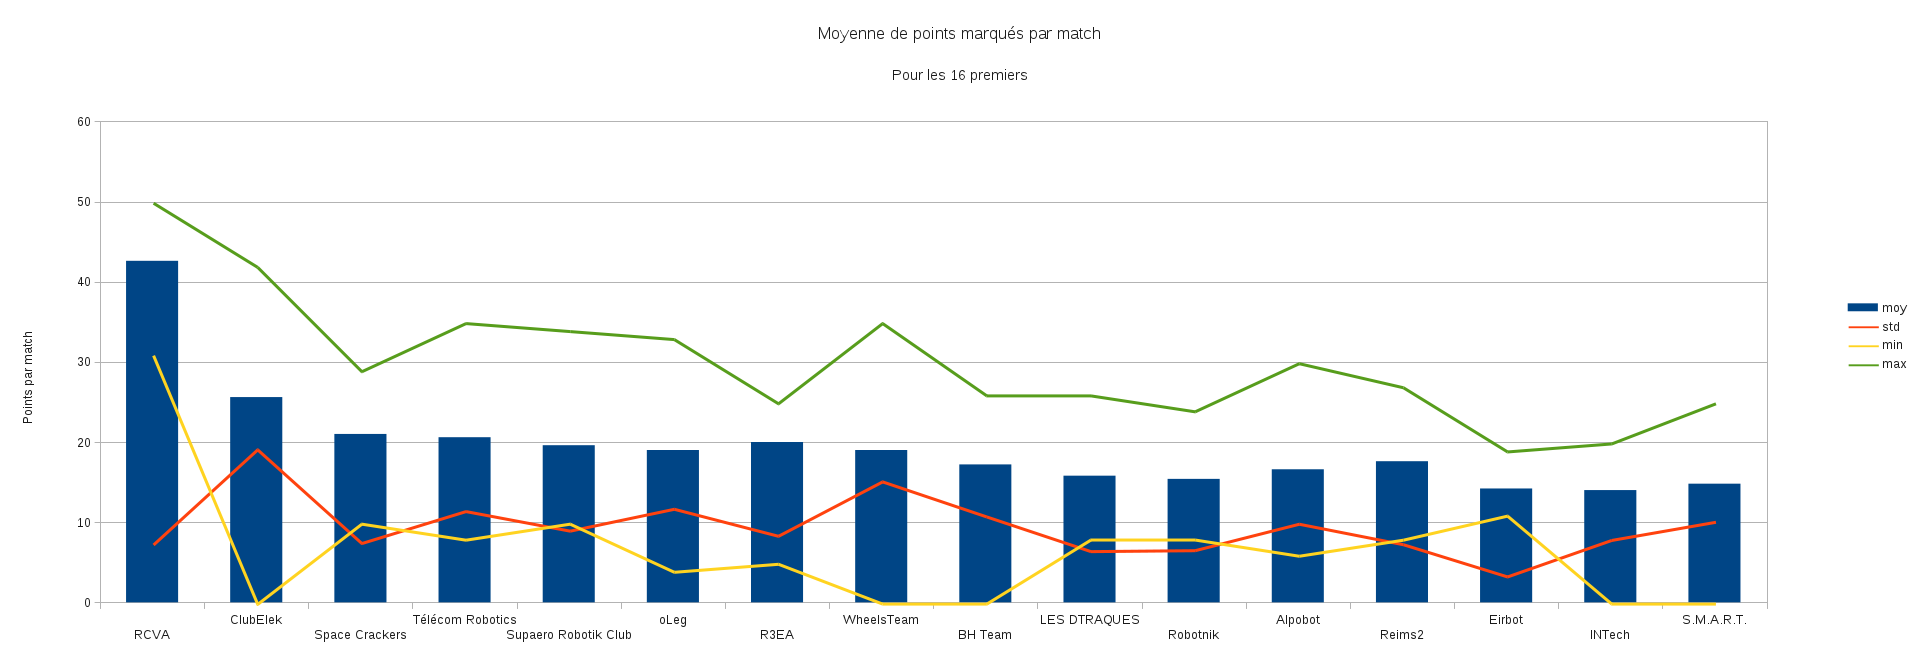 Moyenne de points marqués par match
Pour les 16 premiers
60
50
40
30
20
10
0
Points par match
moy
std
min
max
RCVA
ClubElek
Space Crackers
Télécom Robotics
Supaero Robotik Club
oLeg
R3EA
WheelsTeam
BH Team
LES DTRAQUES
Robotnik
Alpobot
Reims2
Eirbot
INTech
S.M.A.R.T.